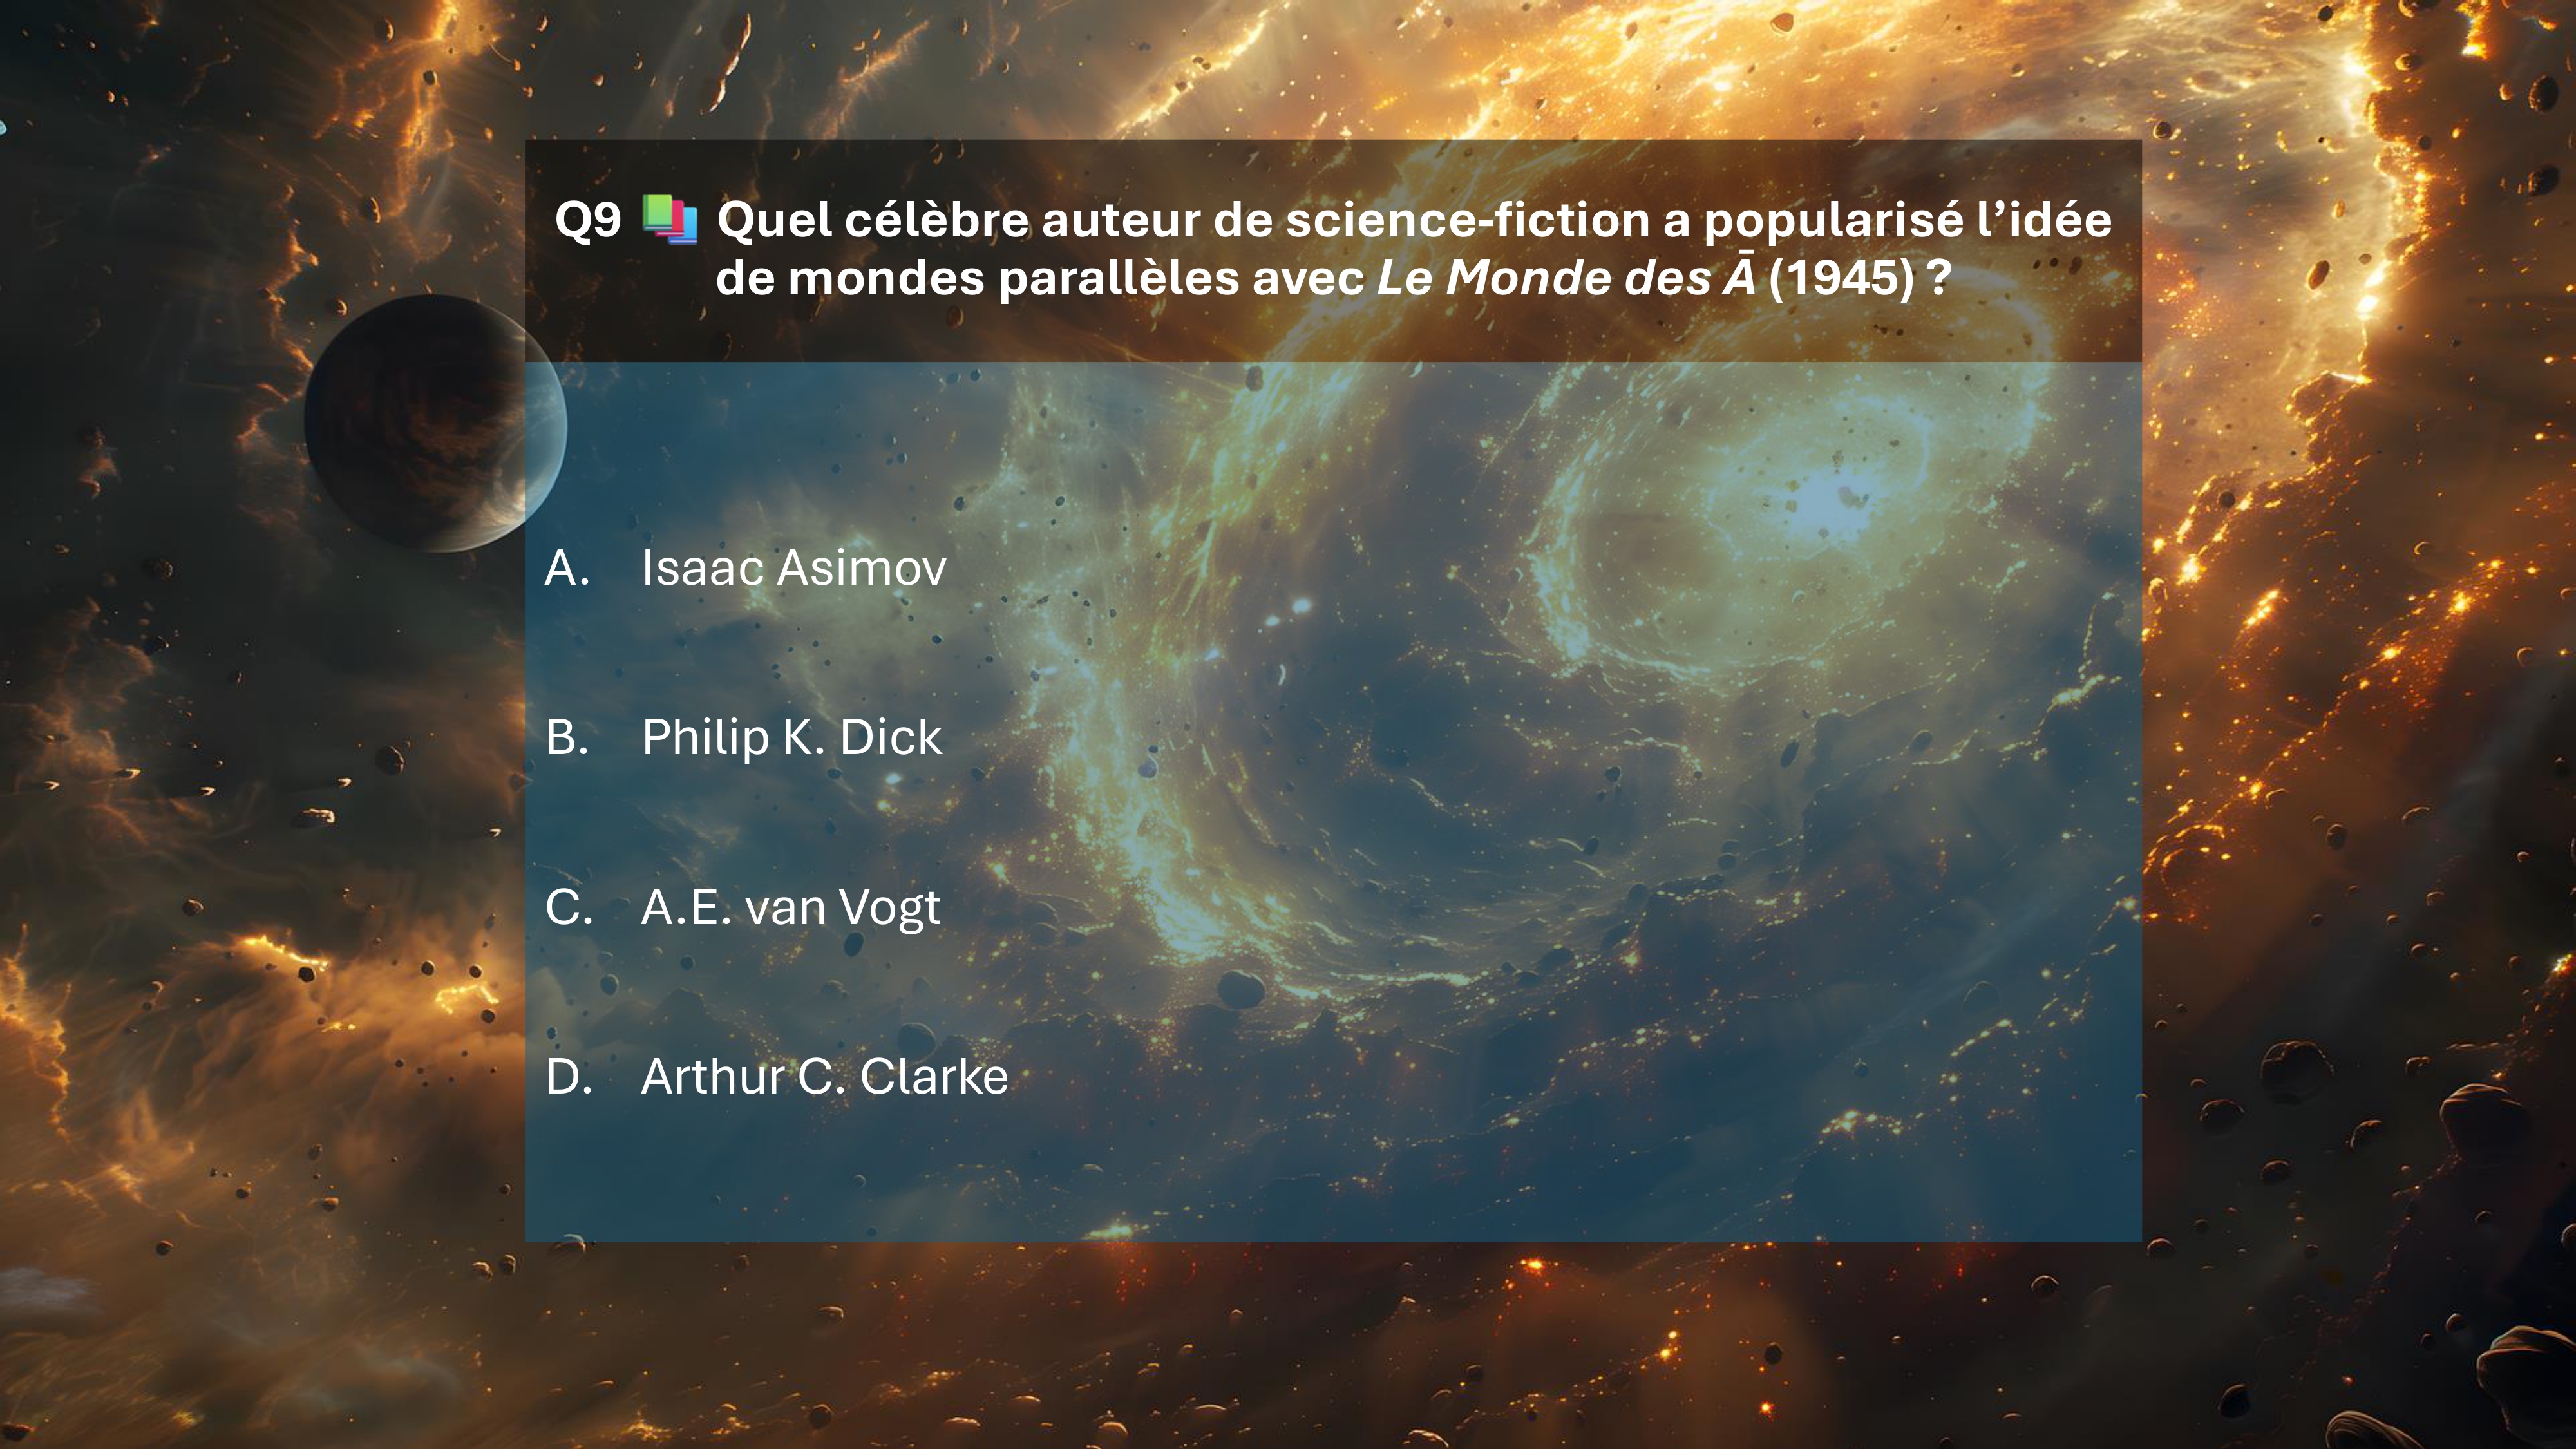 Q9 📚 Quel célèbre auteur de science-fiction a popularisé l’idée
de mondes parallèles avec Le Monde des Ā (1945) ?
A. Isaac Asimov
B. Philip K. Dick
C. A.E. van Vogt
D. Arthur C. Clarke